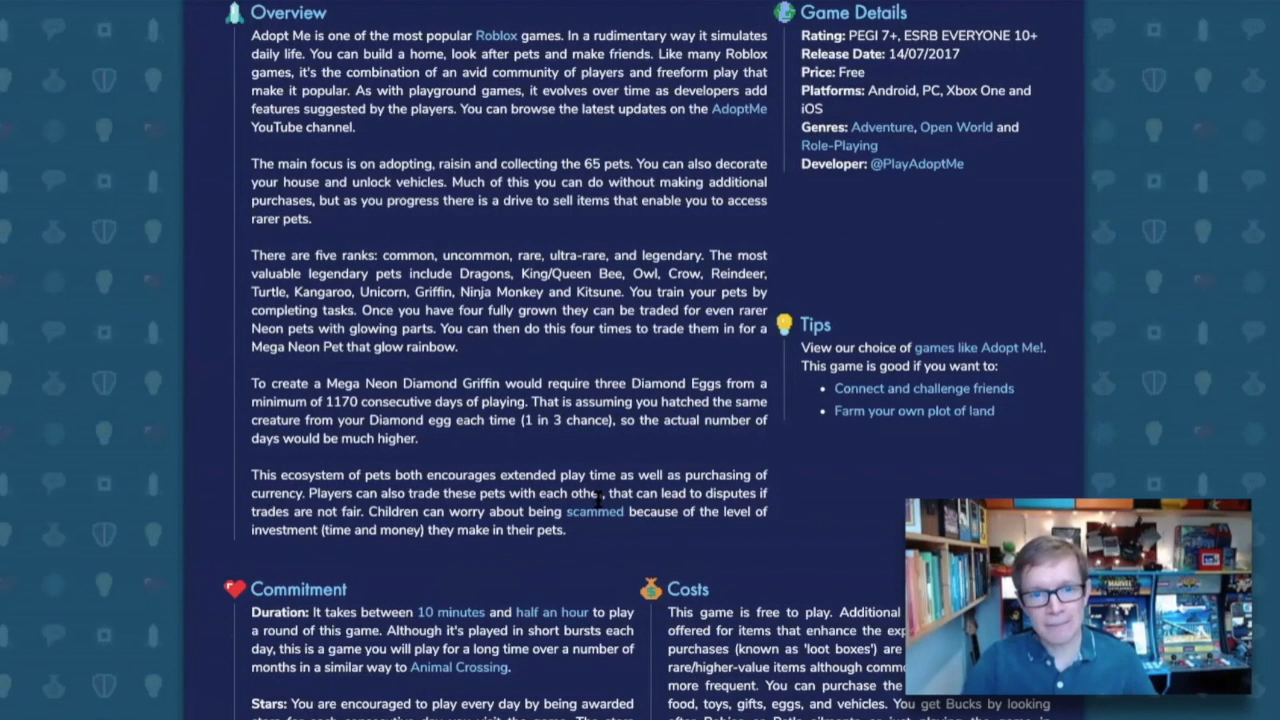 Overview
Adopt Me is one of the most popular Roblox games. In a rudimentary way it simulates
daily life. You can build a home, look after pets and make friends. Like many Roblox
games, it's the combination of an avid community of players and freeform play that
make it popular. As with playground games, it evolves over time as developers add
features suggested by the players. You can browse the latest updates on the AdoptMe
YouTube channel.
The main focus is on adopting, raisin and collecting the 65 pets. You can also decorate
your house and unlock vehicles. Much of this you can do without making additional
purchases, but as you progress there is a drive to sell items that enable you to access
rarer pets.
There are five ranks: common, uncommon, rare, ultra-rare, and legendary. The most
valuable legendary pets include Dragons, King/Queen Bee, Owl, Crow, Reindeer,
Turtle, Kangaroo, Unicorn, Griffin, Ninja Monkey and Kitsune. You train your pets by
completing tasks. Once you have four fully grown they can be traded for even rarer
Neon pets with glowing parts. You can then do this four times to trade them in for a
Mega Neon Pet that glow rainbow.
To create a Mega Neon Diamond Griffin would require three Diamond Eggs from a
minimum of 1170 consecutive days of playing. That is assuming you hatched the same
creature from your Diamond egg each time (1 in 3 chance), so the actual number of
days would be much higher.
This ecosystem of pets both encourages extended play time as well as purchasing of
currency. Players can also trade these pets with each other, that can lead to disputes if
trades are not fair. Children can worry about being scammed because of the level of
investment (time and money) they make in their pets.
Game Details
Rating: PEGI 7+, ESRB EVERYONE 10+
Release Date: 14/07/2017
Price: Free
Platforms: Android, PC, Xbox One and
iOS
Genres: Adventure, Open World and
Role-Playing
Developer: @PlayAdoptMe
Tips
View our choice of games like Adopt Me!.
This game is good if you want to:
• Connect and challenge friends
• Farm your own plot of land
Commitment
Duration: It takes between 10 minutes and half an hour to play
a round of this game. Although it's played in short bursts each
day, this is a game you will play for a long time over a number of
months in a similar way to Animal Crossing.
Stars: You are encouraged to play every day by being awarded
Costs
This game is free to play. Additional
offered for items that enhance the
purchases (known as 'loot boxes') are
rare/higher-value items although
more frequent. You can purchase the
food, toys, gifts, eggs, and vehicles. You get Bucks by looking
MARVEL